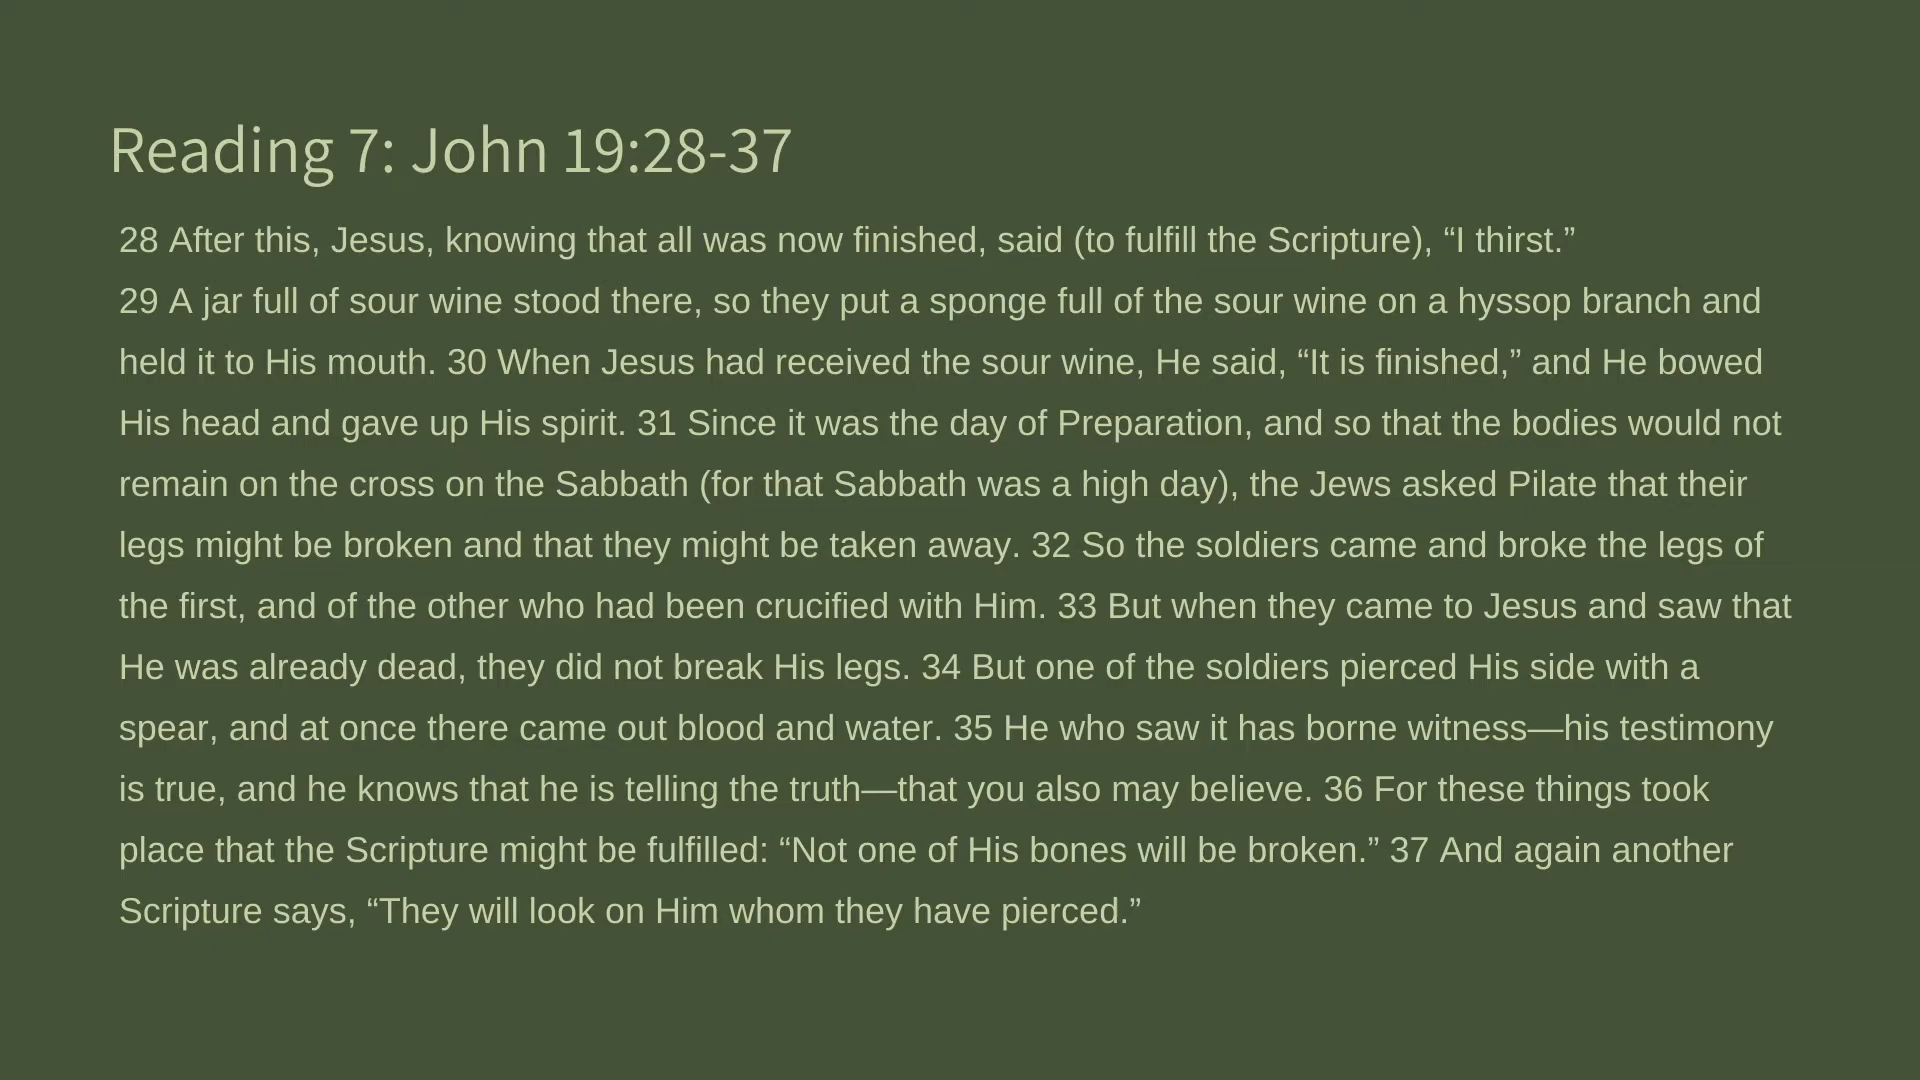 Reading 7: John 19:28-37
28 After this, Jesus, knowing that all was now finished, said (to fulfill the Scripture), “I thirst.”
29 A jar full of sour wine stood there, so they put a sponge full of the sour wine on a hyssop branch and
held it to His mouth. 30 When Jesus had received the sour wine, He said, “It is finished,” and He bowed
His head and gave up His spirit. 31 Since it was the day of Preparation, and so that the bodies would not
remain on the cross on the Sabbath (for that Sabbath was a high day), the Jews asked Pilate that their
legs might be broken and that they might be taken away. 32 So the soldiers came and broke the legs of
the first, and of the other who had been crucified with Him. 33 But when they came to Jesus and saw that
He was already dead, they did not break His legs. 34 But one of the soldiers pierced His side with a
spear, and at once there came out blood and water. 35 He who saw it has borne witness—his testimony
is true, and he knows that he is telling the truth—that you also may believe. 36 For these things took
place that the Scripture might be fulfilled: “Not one of His bones will be broken.” 37 And again another
Scripture says, “They will look on Him whom they have pierced.”